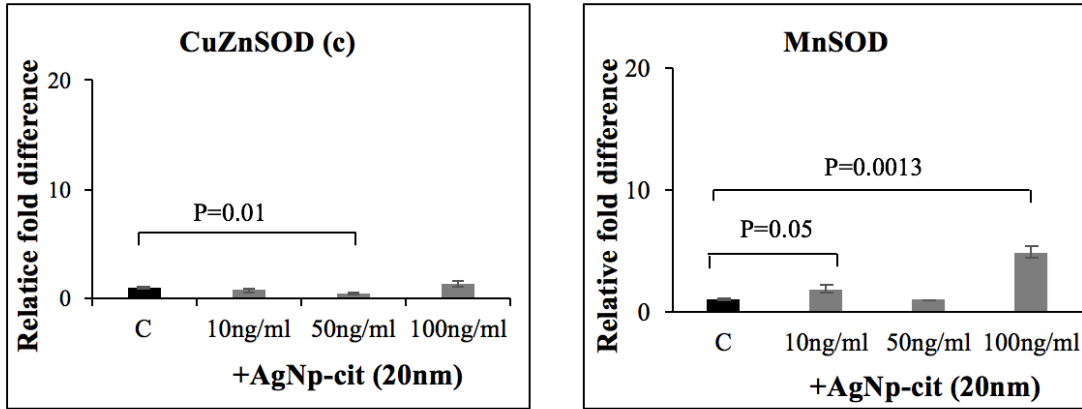 CuZnSOD (c)
Relatice fold difference
20
10
0
P=0.01
C
10ng/ml
50ng/ml
100ng/ml
+AgNp-cit (20nm)
MnSOD
Relative fold difference
20
10
0
P=0.0013
P=0.05
C
10ng/ml
50ng/ml
100ng/ml
+AgNp-cit (20nm)